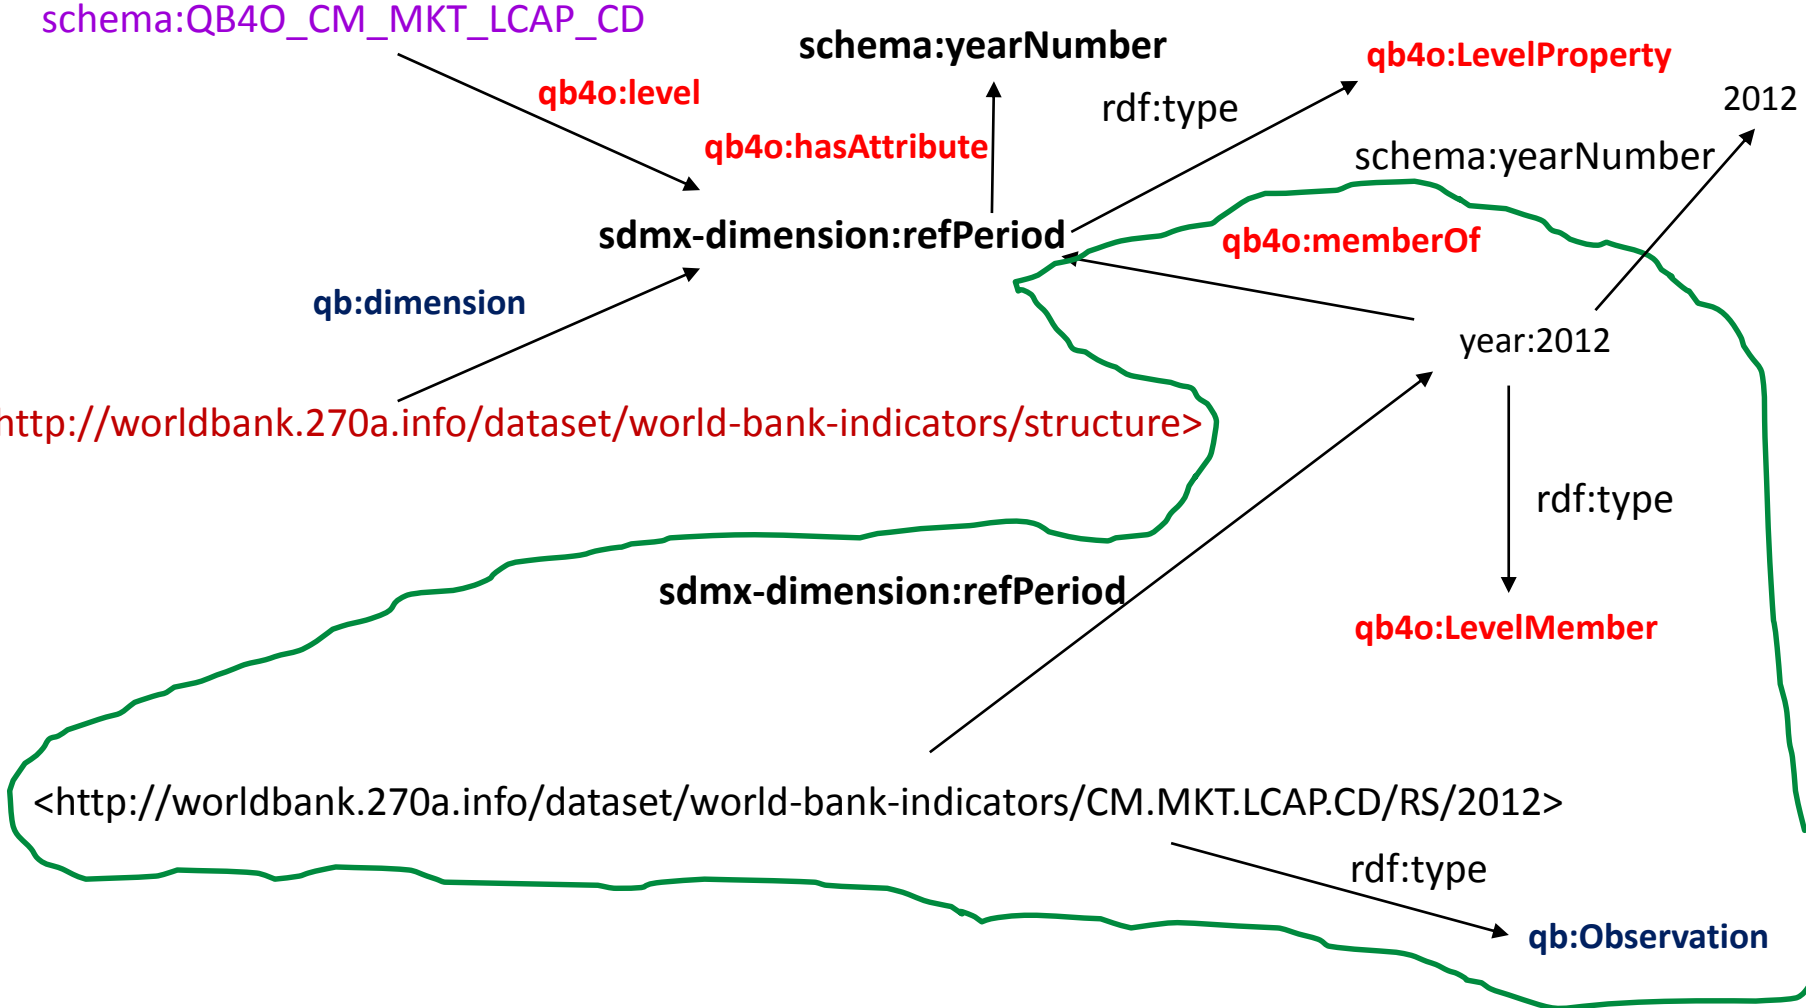 schema:QB4O_CM_MKT_LCAP_CD
schema:yearNumber
qb4o:LevelProperty
qb4o:level
rdf:type
2012
qb4o:hasAttribute
schema:yearNumber
sdmx-dimension:refPeriod
qb4o:memberOf
qb:dimension
year:2012
http://worldbank.270a.info/dataset/world-bank-indicators/structure>
rdf:type
sdmx-dimension:refPeriod
qb4o:LevelMember
<http://worldbank.270a.info/dataset/world-bank-indicators/CM.MKT.LCAP.CD/RS/2012>
rdf:type
qb:Observation